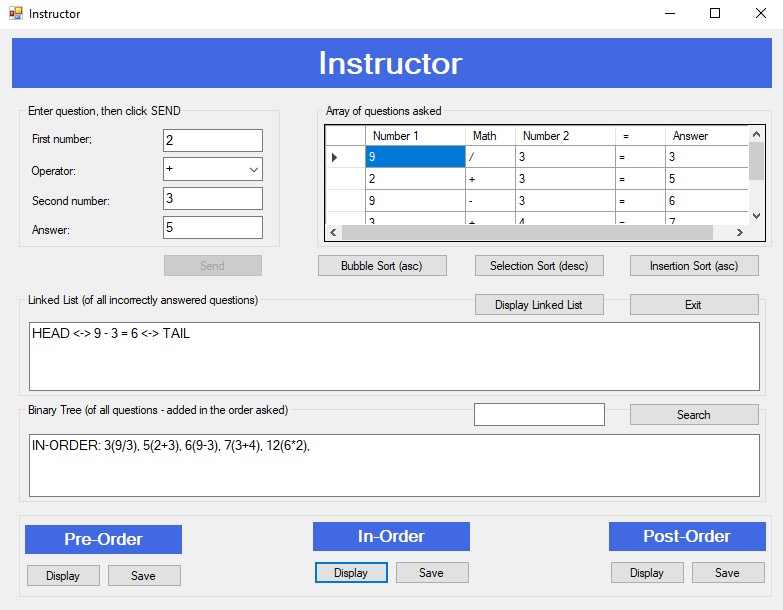 Instructor
Instructor
Enter question, then click SEND
First number;
2
Operator:
+
Second number:
3
Answer:
5
Send
Array of questions asked
Number 1 Math Number 2 = Answer
9 / 3 = 3
2 + 3 = 5
9 - 3 = 6
3 + 4 = 7
Bubble Sort (asc) Selection Sort (desc) Insertion Sort (asc)
Linked List (of all incorrectly answered questions)
Display Linked List Exit
HEAD <-> 9 - 3 = 6 <-> TAIL
Binary Tree (of all questions - added in the order asked)
Search
IN-ORDER: 3(9/3), 5(2+3), 6(9-3), 7(3+4), 12(6*2),
Pre-Order In-Order Post-Order
Display Save Display Save Display Save